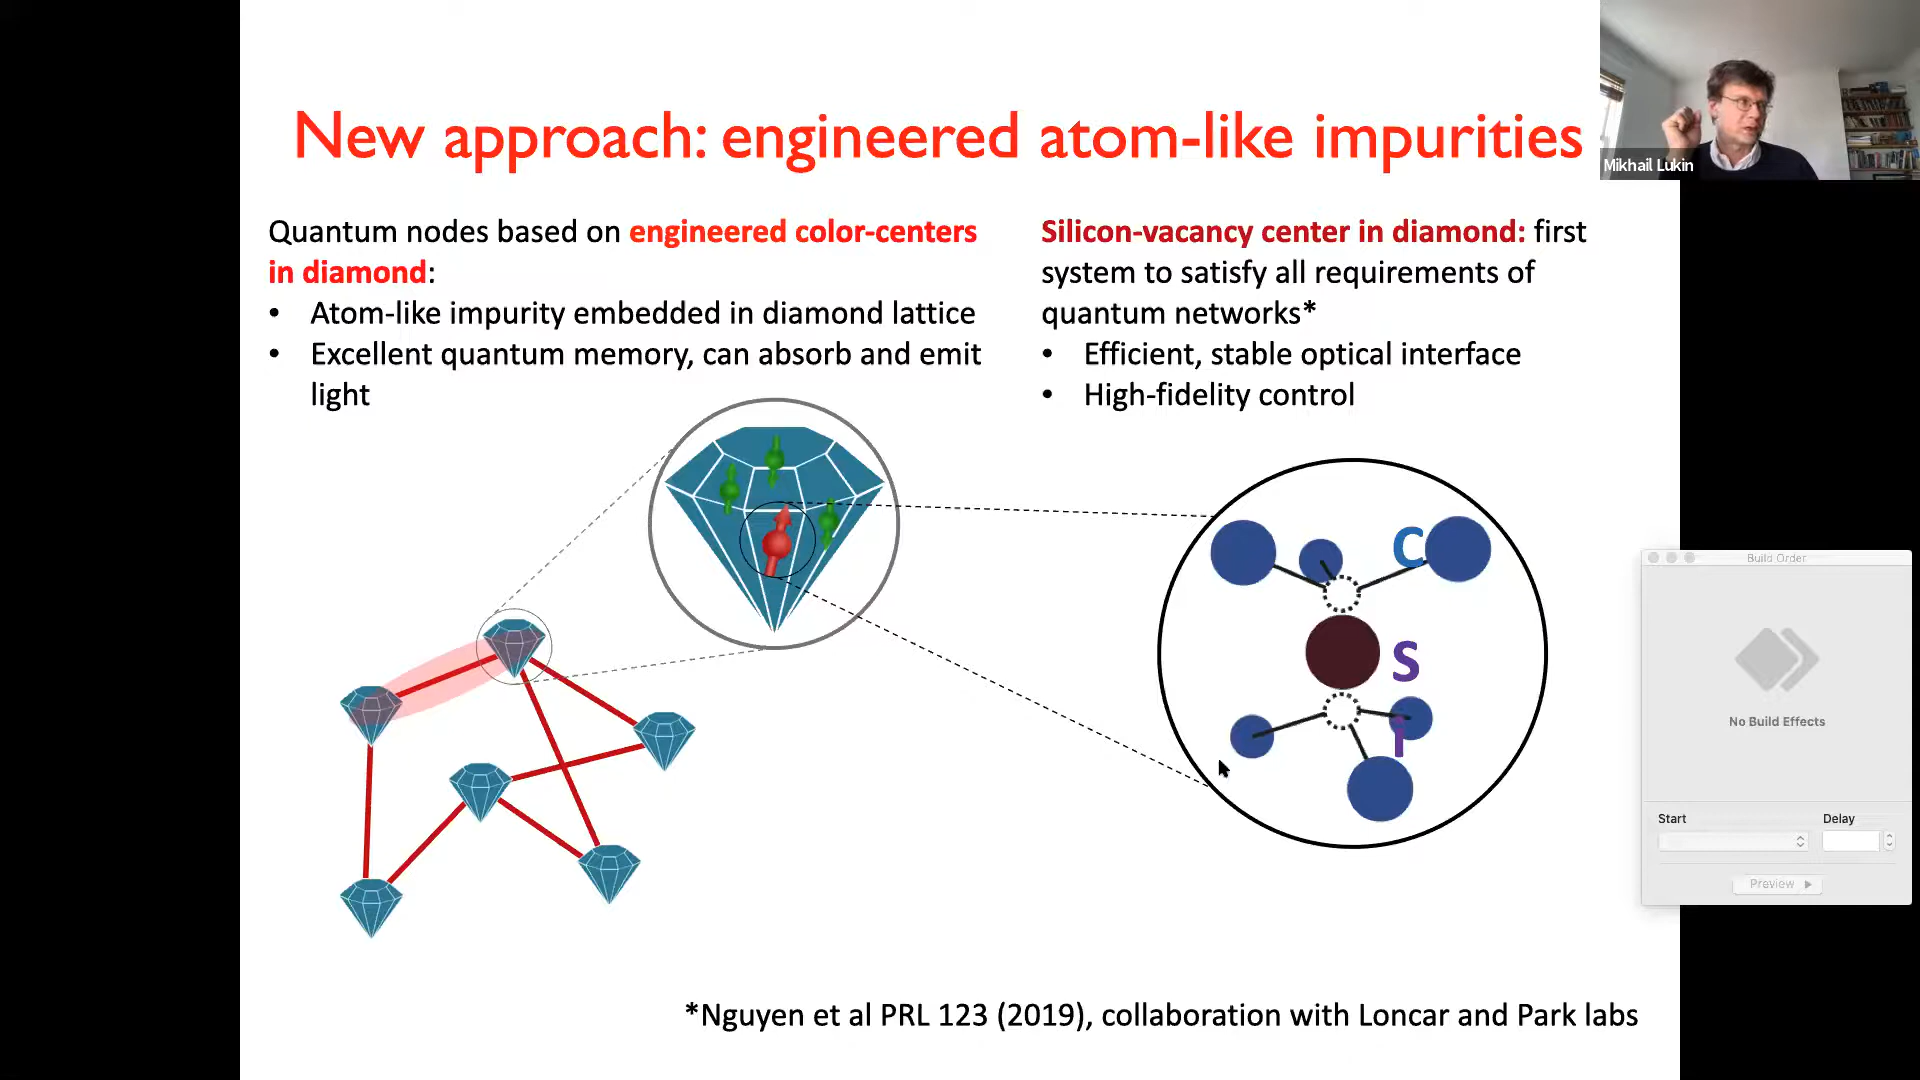 New approach: engineered atom-like impurities
Mikhail Lukin
Quantum nodes based on engineered color-centers
in diamond:
• Atom-like impurity embedded in diamond lattice
• Excellent quantum memory, can absorb and emit
light
Silicon-vacancy center in diamond: first
system to satisfy all requirements of
quantum networks*
• Efficient, stable optical interface
• High-fidelity control
C
S
I
Build Order
No Build Effects
Start Delay
Preview
*Nguyen et al PRL 123 (2019), collaboration with Loncar and Park labs